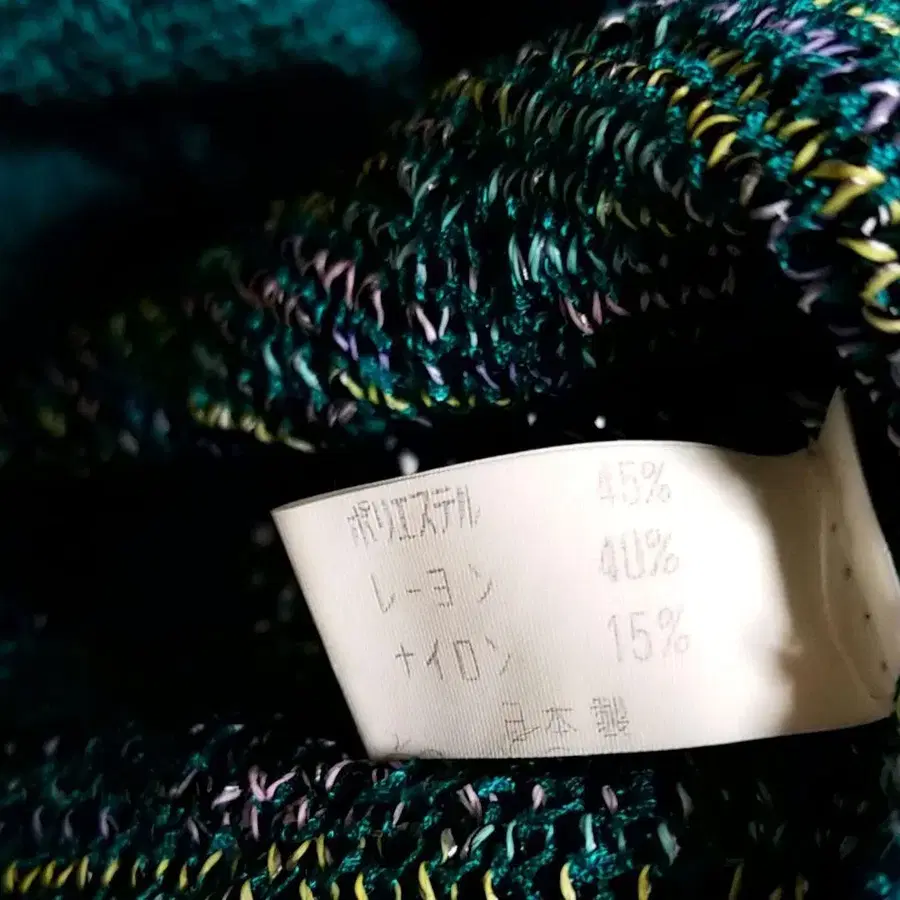 ポリエステル 45%
レーヨン 40%
ナイロン 15%
日本製